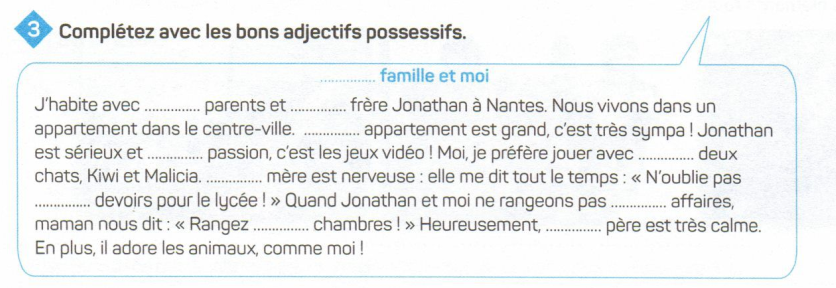 3 Complétez avec les bons adjectifs possessifs.
............... famille et moi
J'habite avec ............... parents et ............... frère Jonathan à Nantes. Nous vivons dans un
appartement dans le centre-ville. ............... appartement est grand, c'est très sympa ! Jonathan
est sérieux et ............... passion, c'est les jeux vidéo ! Moi, je préfère jouer avec ............... deux
chats, Kiwi et Malicia. ............... mère est nerveuse : elle me dit tout le temps : « N'oublie pas
............... devoirs pour le lycée ! » Quand Jonathan et moi ne rangeons pas ............... affaires,
maman nous dit : « Rangez ............... chambres ! » Heureusement, ............... père est très calme.
En plus, il adore les animaux, comme moi !